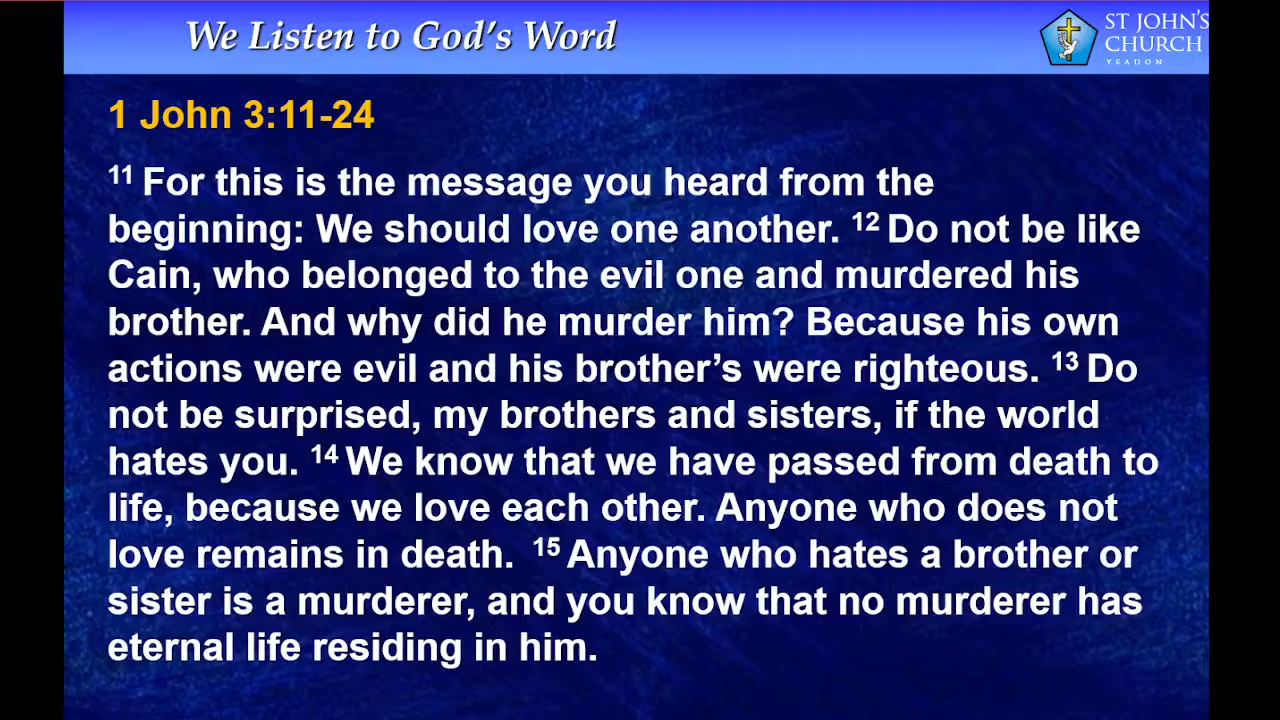 We Listen to God's Word
ST JOHN'S
CHURCH
YEADON
1 John 3:11-24
11 For this is the message you heard from the
beginning: We should love one another. 12 Do not be like
Cain, who belonged to the evil one and murdered his
brother. And why did he murder him? Because his own
actions were evil and his brother’s were righteous. 13 Do
not be surprised, my brothers and sisters, if the world
hates you. 14 We know that we have passed from death to
life, because we love each other. Anyone who does not
love remains in death. 15 Anyone who hates a brother or
sister is a murderer, and you know that no murderer has
eternal life residing in him.